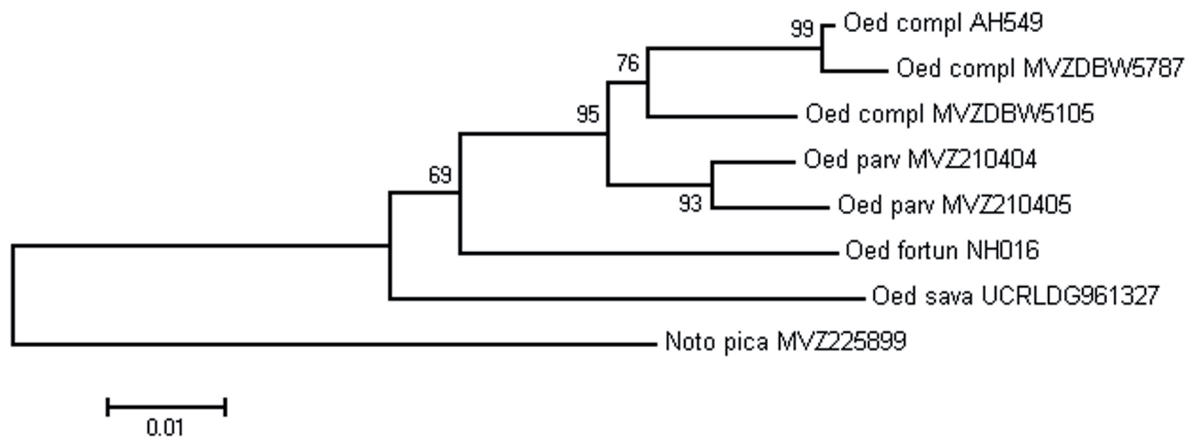 99
Oed compl AH549
76
Oed compl MVZDBW5787
95
Oed compl MVZDBW5105
Oed parv MVZ210404
69
93
Oed parv MVZ210405
Oed fortun NH016
Oed sava UCRLDG961327
Noto pica MVZ225899
0.01